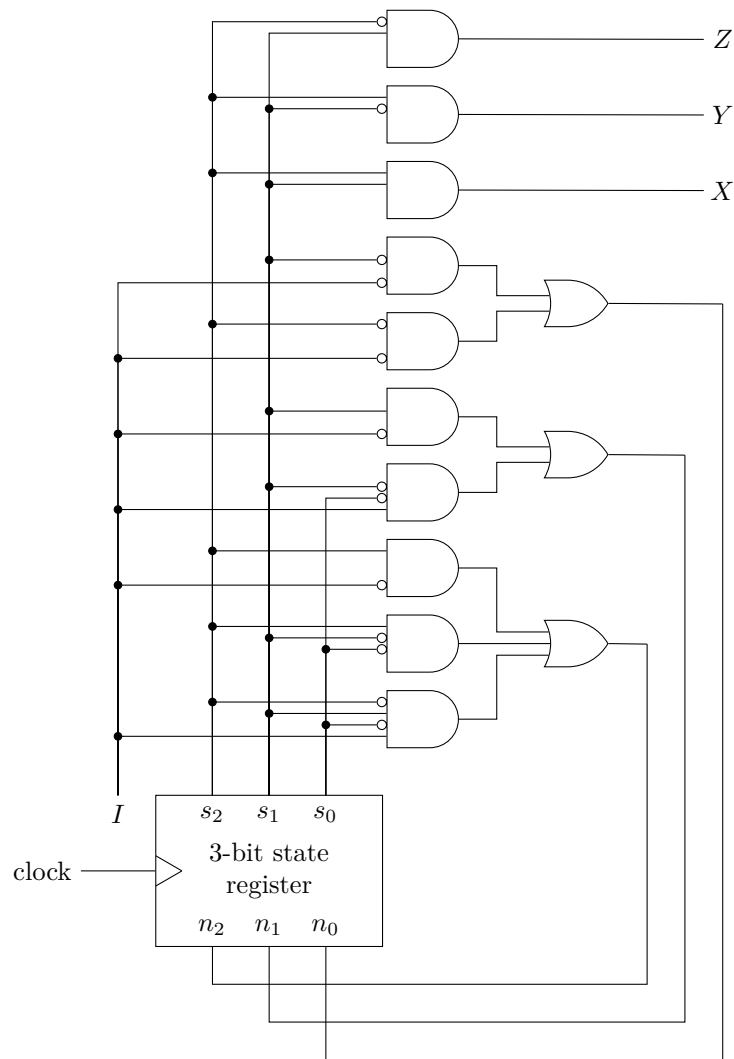 Z
Y
X
I
s₂ s₁ s₀
3-bit state
register
clock
n₂ n₁ n₀